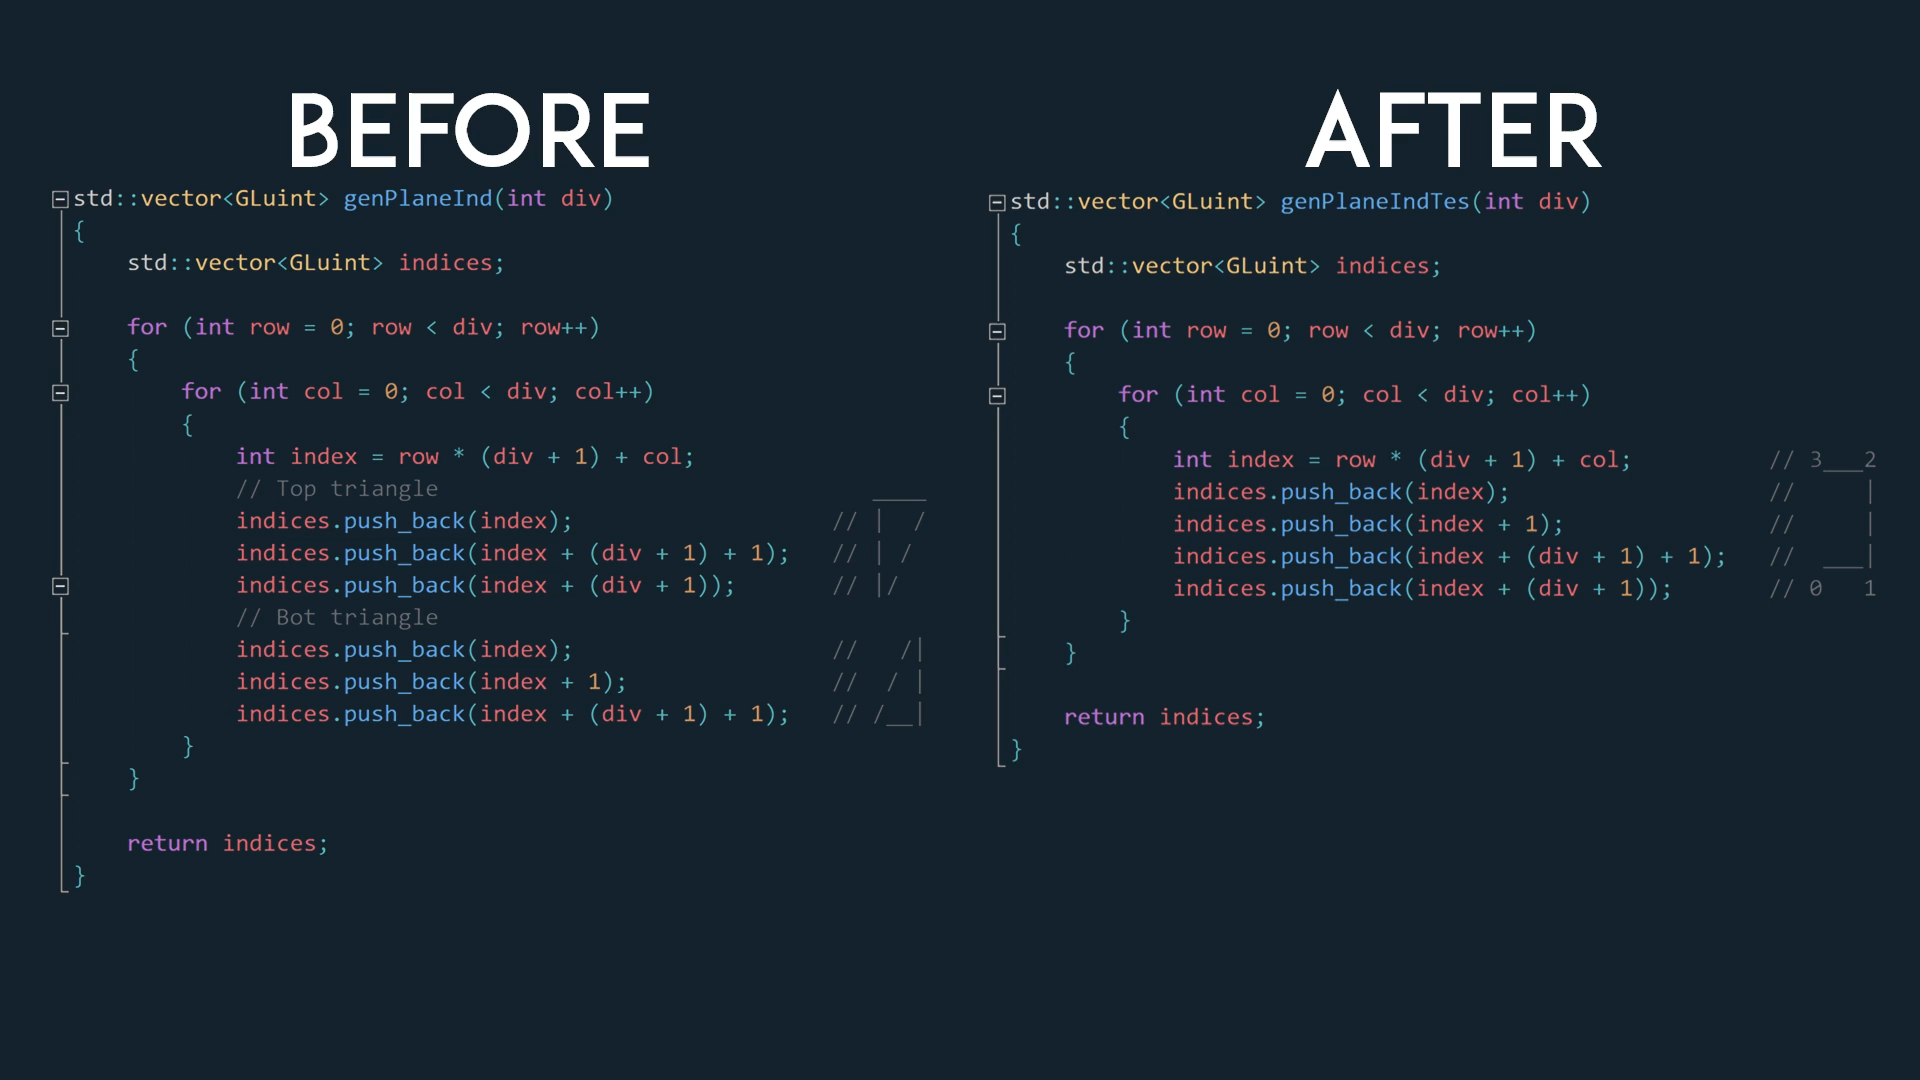 BEFORE
std::vector<GLuint> genPlaneInd(int div)
{
    std::vector<GLuint> indices;

    for (int row = 0; row < div; row++)
    {
        for (int col = 0; col < div; col++)
        {
            int index = row * (div + 1) + col;
            // Top triangle                                ____
            indices.push_back(index);                   // |  /
            indices.push_back(index + (div + 1) + 1);   // | /
            indices.push_back(index + (div + 1));       // |/
            // Bot triangle
            indices.push_back(index);                   //   /|
            indices.push_back(index + 1);               //  / |
            indices.push_back(index + (div + 1) + 1);   // /__|
        }
    }

    return indices;
}
AFTER
std::vector<GLuint> genPlaneIndTes(int div)
{
    std::vector<GLuint> indices;

    for (int row = 0; row < div; row++)
    {
        for (int col = 0; col < div; col++)
        {
            int index = row * (div + 1) + col;          // 3___2
            indices.push_back(index);                   //     |
            indices.push_back(index + 1);               //     |
            indices.push_back(index + (div + 1) + 1);   //  ___|
            indices.push_back(index + (div + 1));       // 0   1
        }
    }

    return indices;
}